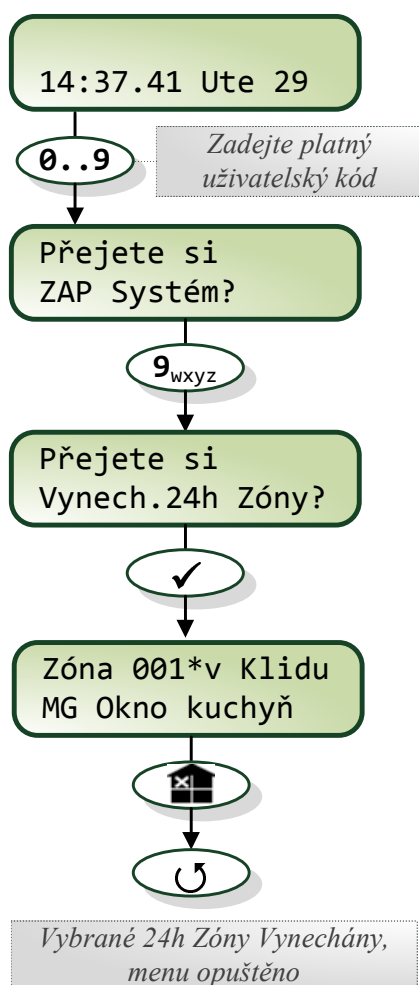 14:37.41 Ute 29
0..9
Zadejte platný
uživatelský kód
Přejete si
ZAP Systém?
9wxyz
Přejete si
Vynech.24h Zóny?
Zóna 001*v Klidu
MG Okno kuchyň
Vybrané 24h Zóny Vynechány,
menu opuštěno